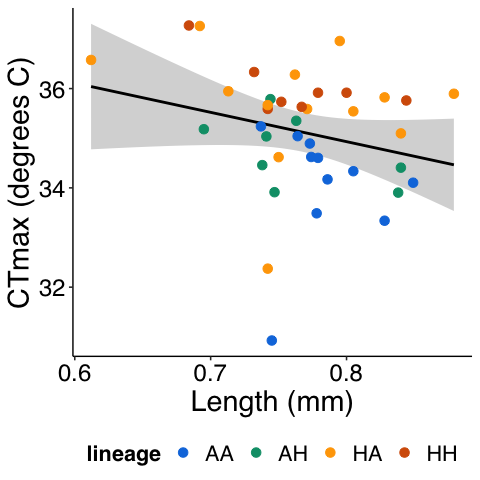 CTmax (degrees C)
36
34
32
0.6 0.7 0.8
Length (mm)
lineage AA AH HA HH